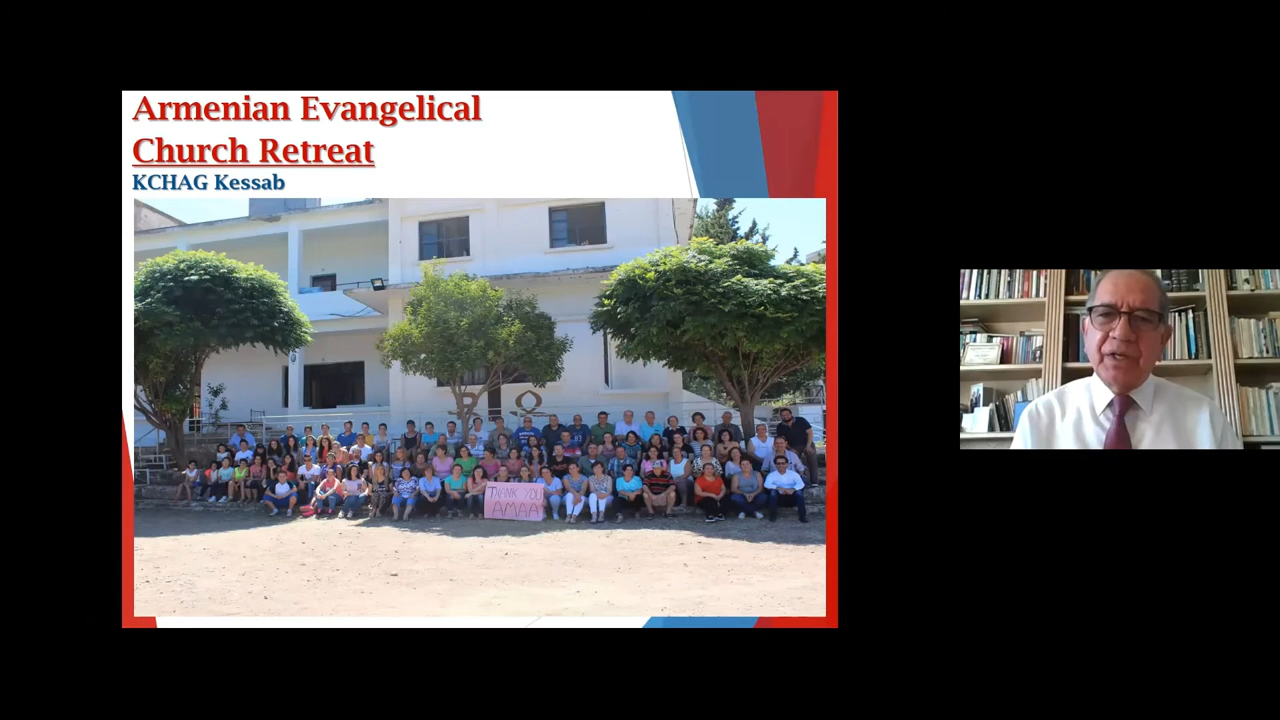 Armenian Evangelical
Church Retreat
KCHAG Kessab
THANK YOU
AMAA